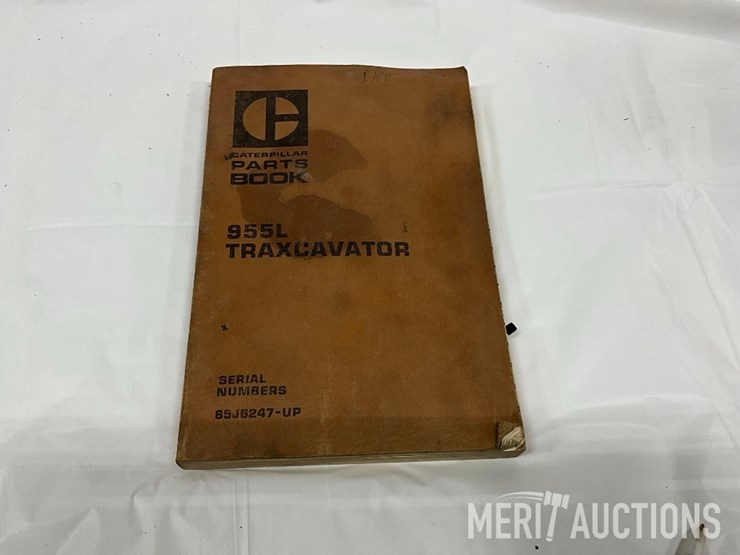 CATERPILLAR
PARTS
BOOK
955L
TRAXCAVATOR
SERIAL
NUMBERS
85J6247-UP
MERIT AUCTIONS